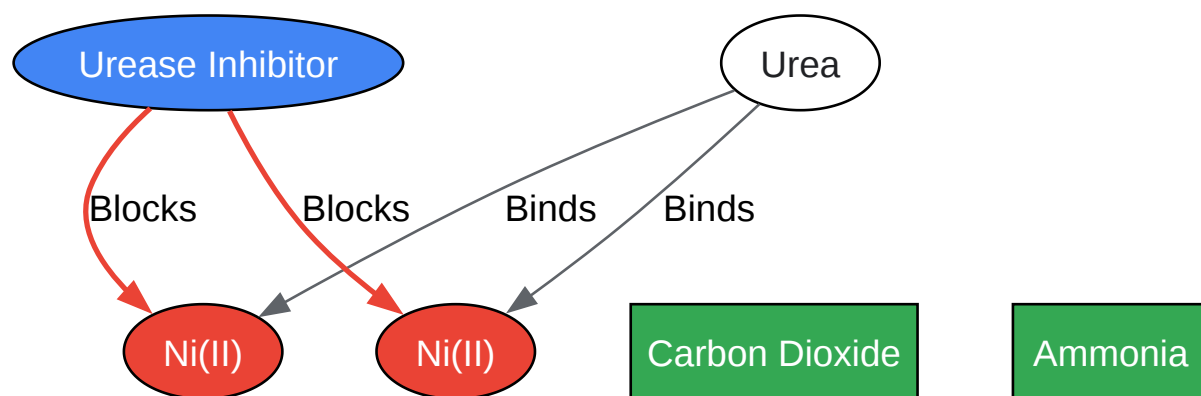 Urease Inhibitor
Urea
Blocks
Blocks
Binds
Binds
Ni(II)
Ni(II)
Carbon Dioxide
Ammonia